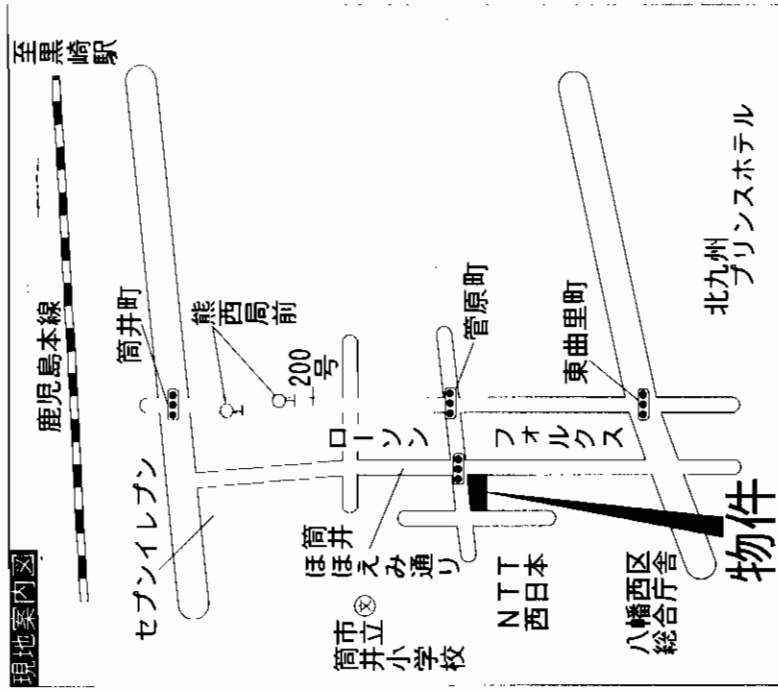 現地案内図
至黒崎駅
鹿児島本線
筒井町
セブンイレブン
熊西局前
200号
ローソン
菅原町
筒井
ほほえみ通り
フォルクス
東曲里町
市立
筒井小学校
文
NTT
西日本
八幡西区
総合庁舎
物件
北九州
プリンスホテル